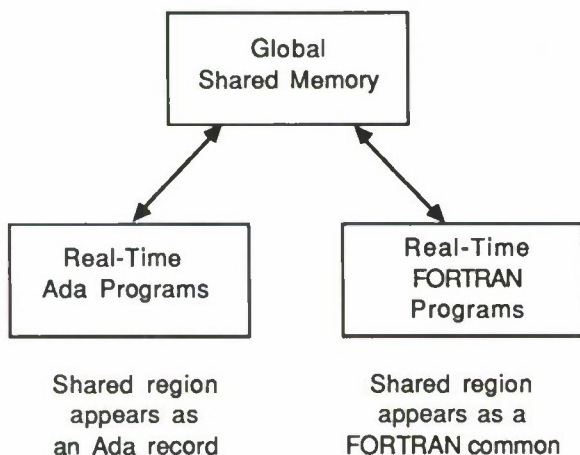 Global
Shared Memory
Real-Time
Ada Programs
Real-Time
FORTRAN
Programs
Shared region
appears as
an Ada record
Shared region
appears as a
FORTRAN common